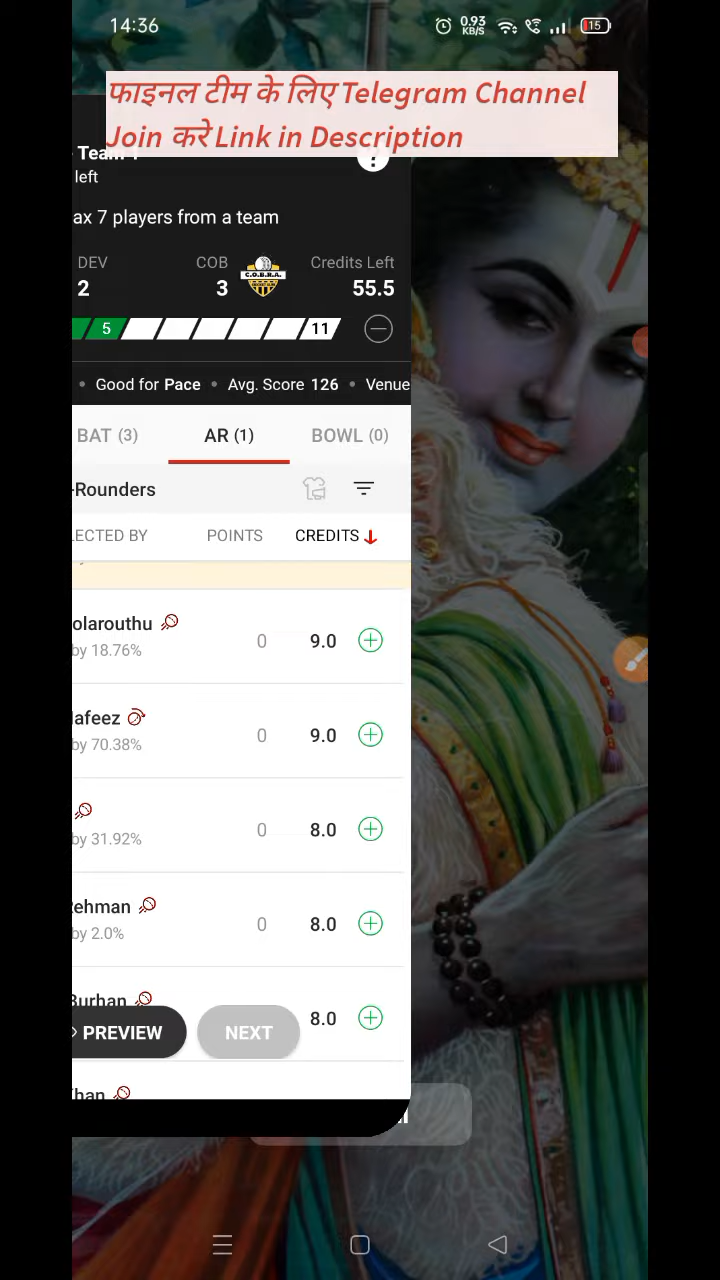 14:36
0.93
KB/S
15
फाइनल टीम के लिए Telegram Channel
Join करे Link in Description
left
?
ax 7 players from a team
DEV
COB
C.O.B.R.A.
Credits Left
2
3
55.5
5
11
• Good for Pace • Avg. Score 126 • Venue
BAT (3)
AR (1)
BOWL (0)
-Rounders
LECTED BY
POINTS
CREDITS
olarouthu
by 18.76%
0
9.0
lafeez
by 70.38%
0
9.0
by 31.92%
0
8.0
Rehman
by 2.0%
0
8.0
Burhan
8.0
PREVIEW
NEXT
han